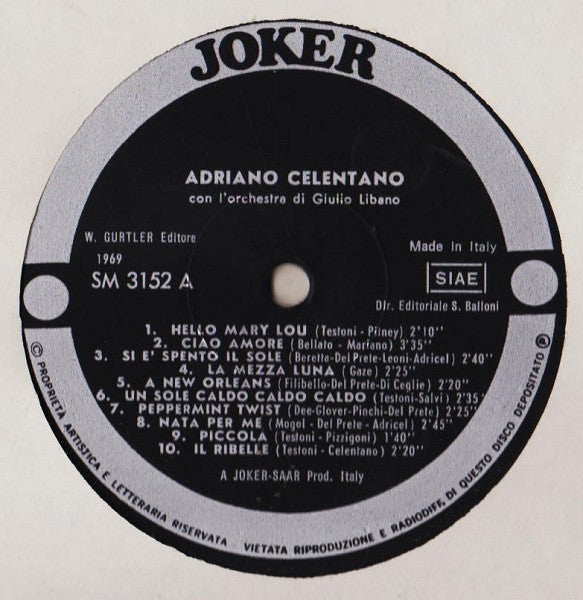 JOKER
ADRIANO CELENTANO
con l'orchestra di Giulio Libano
W. GURTLER Editore
1969
SM 3152 A
Made in Italy
SIAE
Dir. Editoriale S. Balloni
1. HELLO MARY LOU (Testoni - Pitney) 2'10"
2. CIAO AMORE (Bellato - Mariano) 3'35"
3. SI E' SPENTO IL SOLE (Beretta-Del Prete-Leoni-Adricel) 2'40"
4. LA MEZZA LUNA (Gaze) 2'25"
5. A NEW ORLEANS (Filibello-Del Prete-Di Ceglie) 2'20"
6. UN SOLE CALDO CALDO CALDO (Testoni-Salvi) 2'35"
7. PEPPERMINT TWIST (Dee-Glover-Pinchi-Del Prete) 2'25"
8. NATA PER ME (Mogol - Del Prete - Adricel) 2'45"
9. PICCOLA (Testoni - Pizzigoni) 1'40"
10. IL RIBELLE (Testoni - Celentano) 2'20"
A JOKER-SAAR Prod. Italy
© PROPRIETÀ ARTISTICA E LETTERARIA RISERVATA VIETATA RIPRODUZIONE E RADIODIFF. DI QUESTO DISCO DEPOSITATO ℗